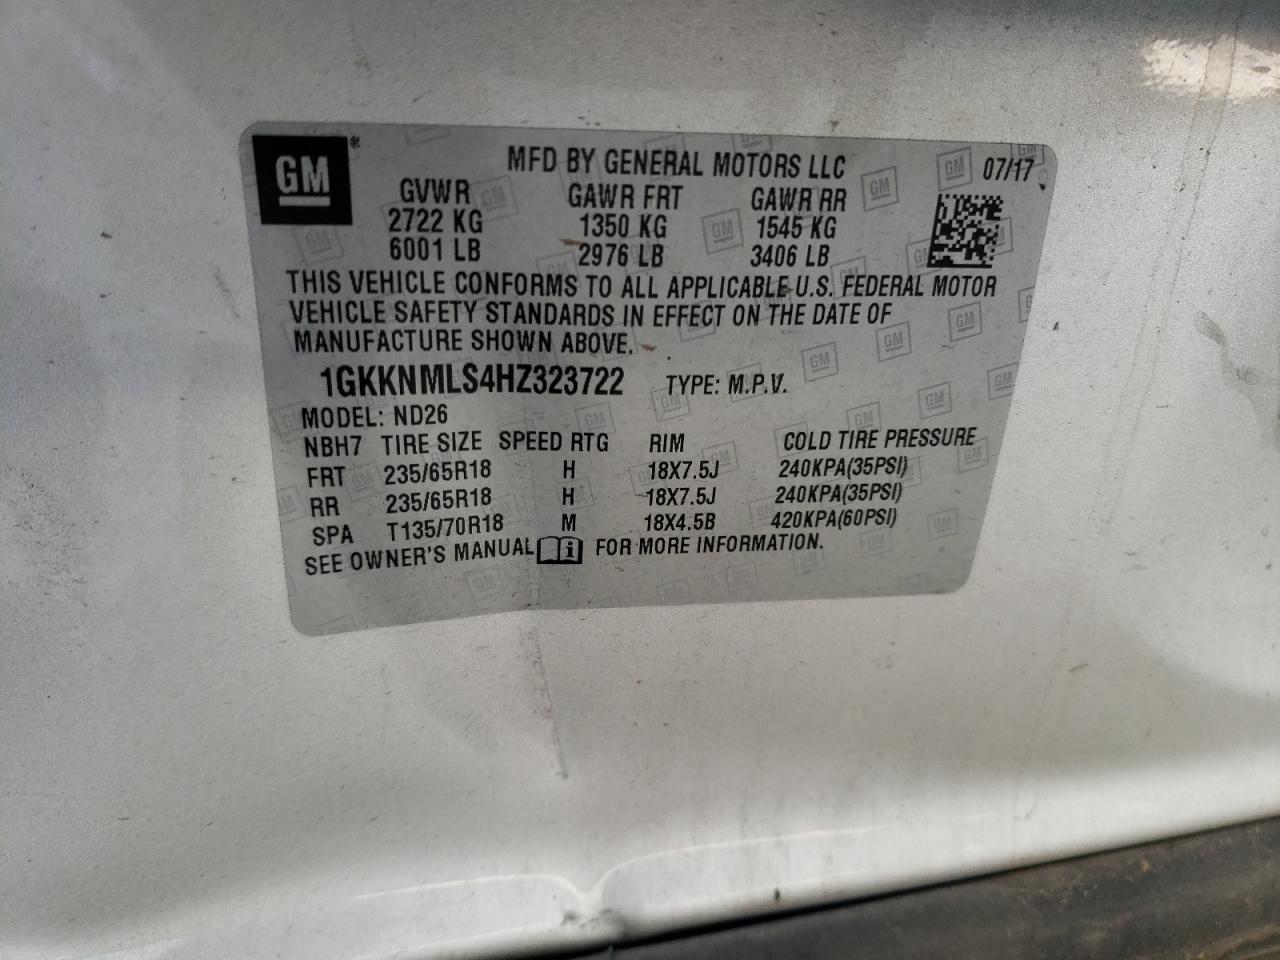 GM ®
MFD BY GENERAL MOTORS LLC 07/17
GVWR GAWR FRT GAWR RR
2722 KG 1350 KG 1545 KG
6001 LB 2976 LB 3406 LB
THIS VEHICLE CONFORMS TO ALL APPLICABLE U.S. FEDERAL MOTOR
VEHICLE SAFETY STANDARDS IN EFFECT ON THE DATE OF
MANUFACTURE SHOWN ABOVE.
1GKKNMLS4HZ323722 TYPE: M.P.V.
MODEL: ND26
NBH7 TIRE SIZE SPEED RTG RIM COLD TIRE PRESSURE
FRT 235/65R18 H 18X7.5J 240KPA(35PSI)
RR 235/65R18 H 18X7.5J 240KPA(35PSI)
SPA T135/70R18 M 18X4.5B 420KPA(60PSI)
SEE OWNER'S MANUAL i FOR MORE INFORMATION.